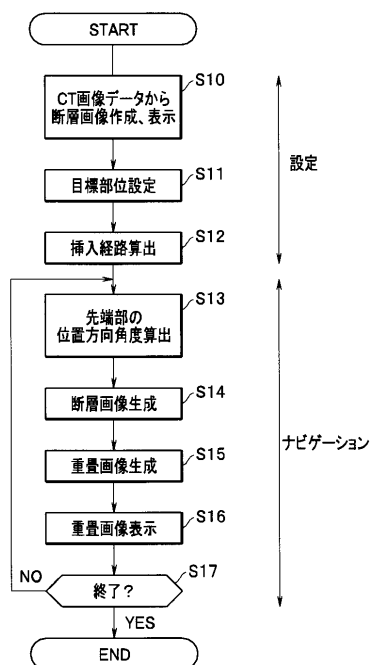 START
S10
CT画像データから
断層画像作成、表示
S11
目標部位設定
S12
挿入経路算出
設定
S13
先端部の
位置方向角度算出
S14
断層画像生成
S15
重畳画像生成
S16
重畳画像表示
ナビゲーション
S17
終了?
NO
YES
END